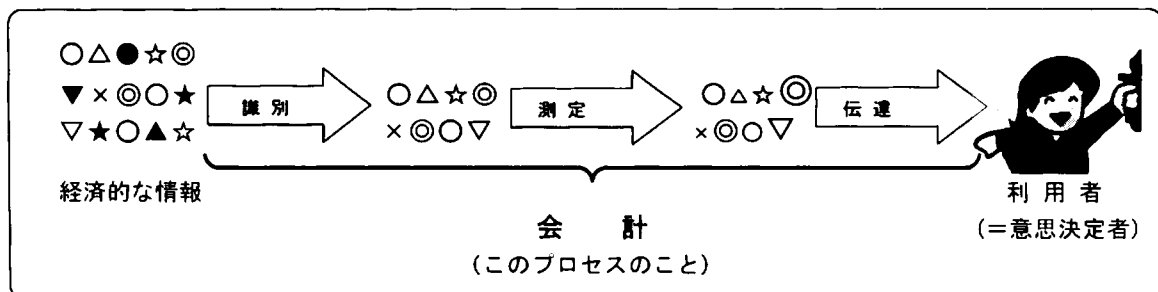 識別
測定
伝達
経済的な情報
利用者
(=意思決定者)
会計
(このプロセスのこと)